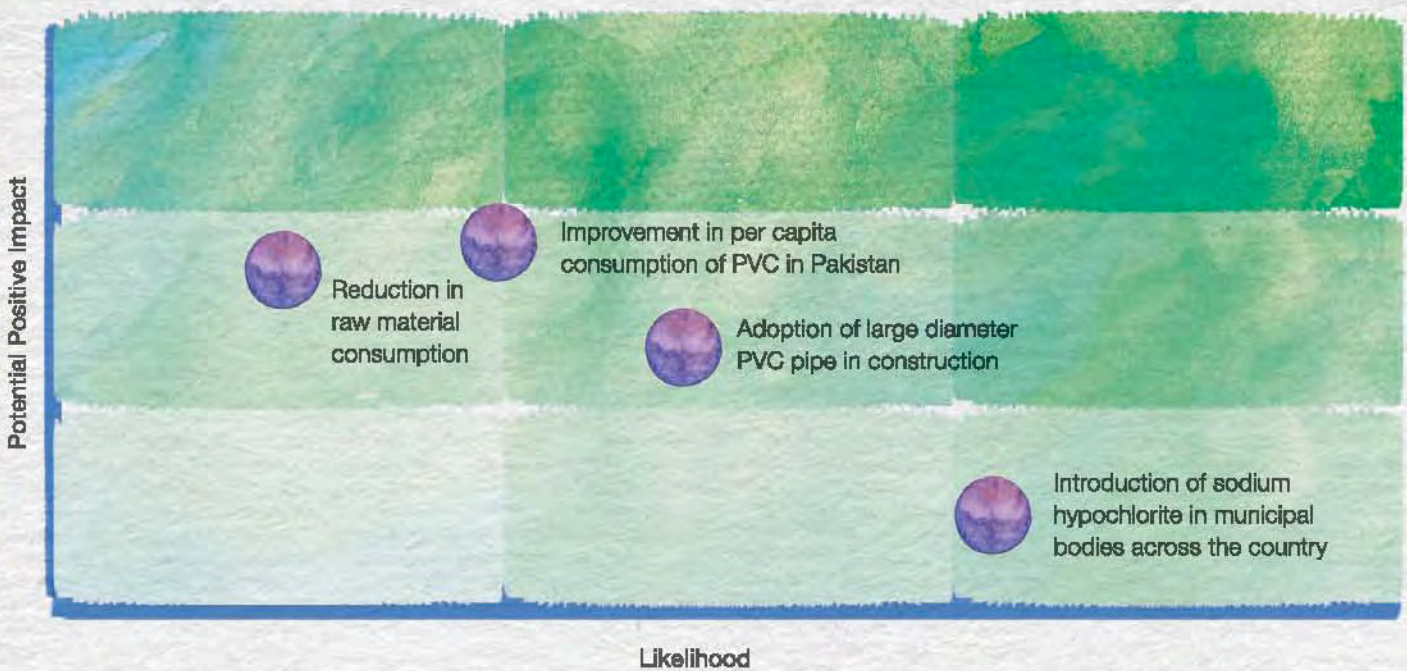 Potential Positive Impact
Improvement in per capita
consumption of PVC in Pakistan
Reduction in
raw material
consumption
Adoption of large diameter
PVC pipe in construction
Introduction of sodium
hypochlorite in municipal
bodies across the country
Likelihood